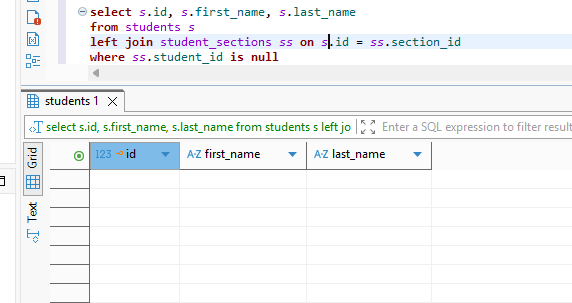 select s.id, s.first_name, s.last_name
from students s
left join student_sections ss on s.id = ss.section_id
where ss.student_id is null
students 1
select s.id, s.first_name, s.last_name from students s left jo
Enter a SQL expression to filter result
Grid
123 id
A-Z first_name
A-Z last_name
Text